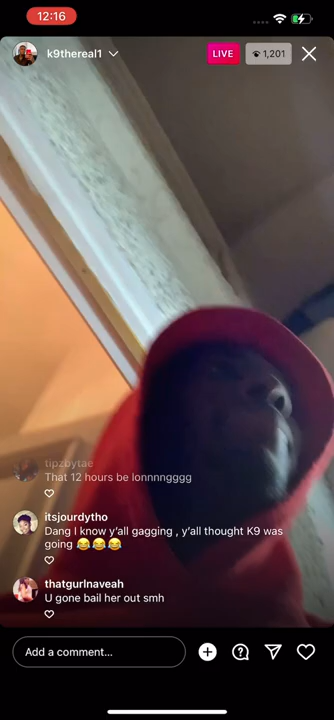 12:16
k9thereal1
LIVE
1,201
tipzbytae
That 12 hours be lonnnngggg
itsjourdytho
Dang I know y'all gagging , y'all thought K9 was
going 😂😂😂
thatgurlnaveah
U gone bail her out smh
Add a comment...